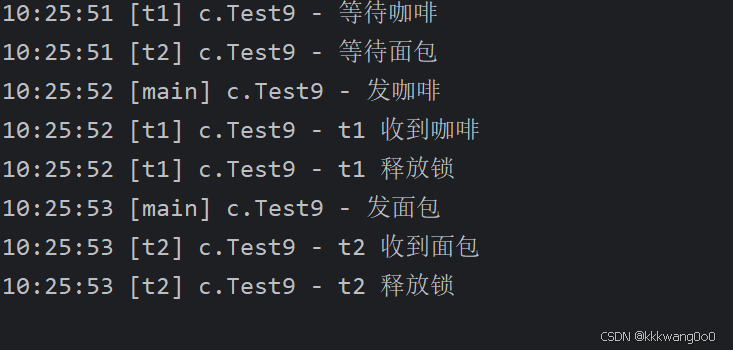 10:25:51 [t1] c.Test9 - 等待咖啡
10:25:51 [t2] c.Test9 - 等待面包
10:25:52 [main] c.Test9 - 发咖啡
10:25:52 [t1] c.Test9 - t1 收到咖啡
10:25:52 [t1] c.Test9 - t1 释放锁
10:25:53 [main] c.Test9 - 发面包
10:25:53 [t2] c.Test9 - t2 收到面包
10:25:53 [t2] c.Test9 - t2 释放锁
CSDN @kkkwang0o0